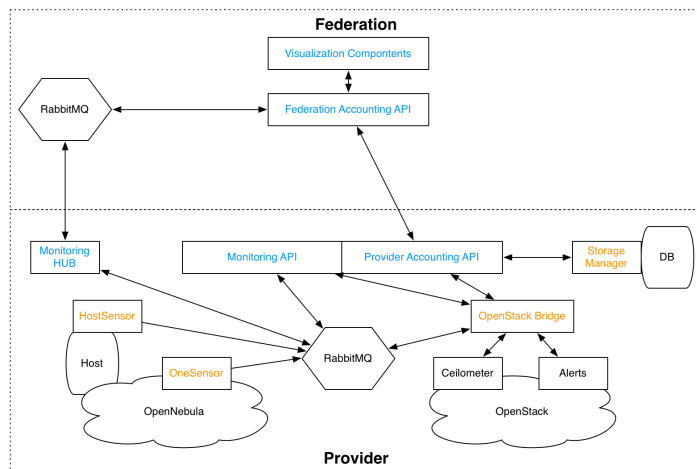 Federation
Visualization Compontents
RabbitMQ
Federation Accounting API
Monitoring
HUB
Monitoring API
Provider Accounting API
Storage
Manager
DB
HostSensor
OpenStack Bridge
Host
OneSensor
RabbitMQ
Ceilometer
Alerts
OpenNebula
OpenStack
Provider